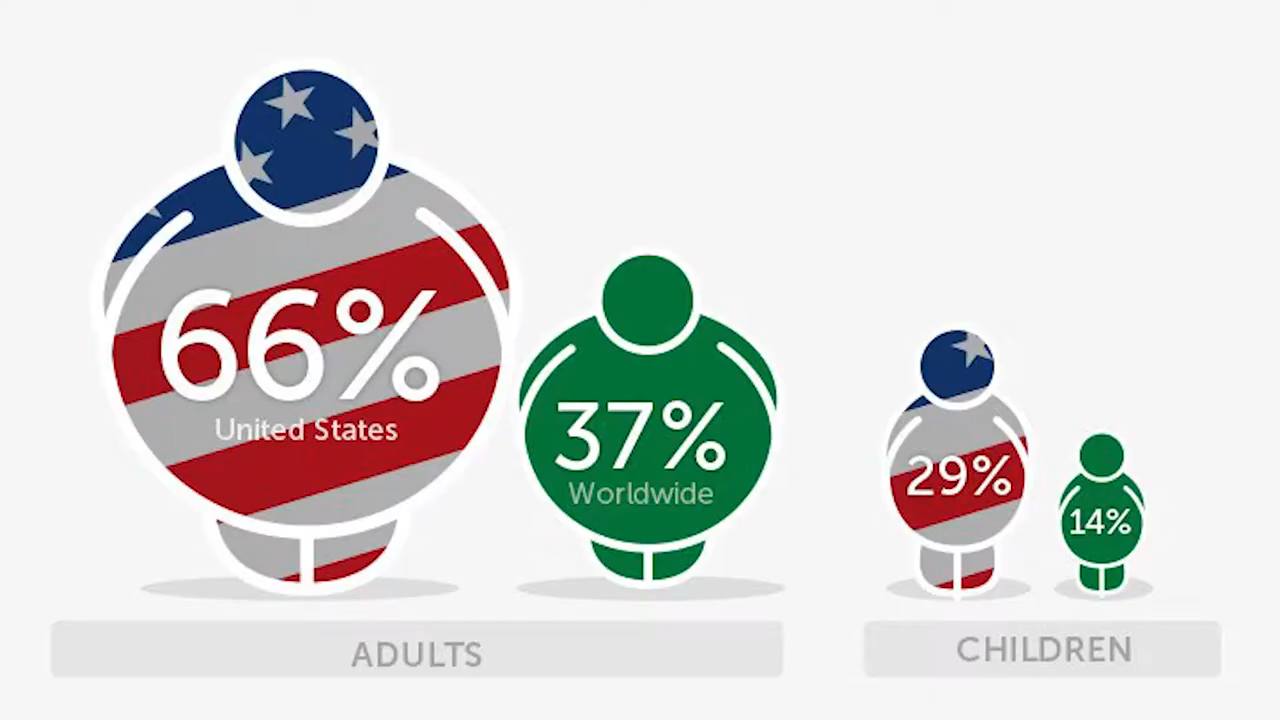 66%
United States
37%
Worldwide
29%
14%
ADULTS
CHILDREN